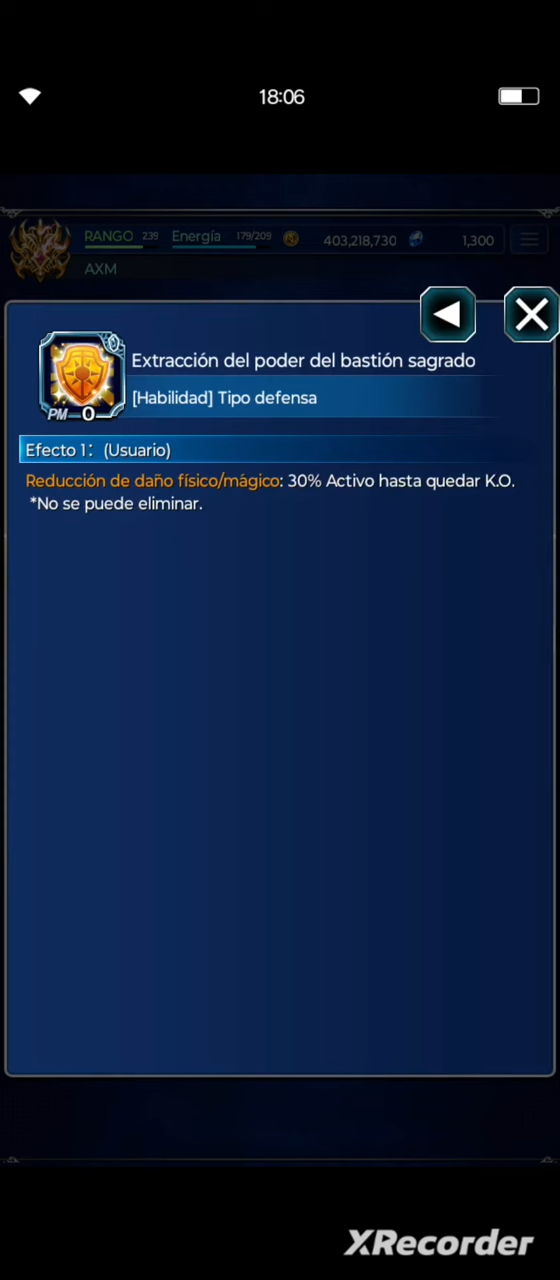 18:06
RANGO 239 Energía 179/209 403,218,730 1,300
AXM
Extracción del poder del bastión sagrado
[Habilidad] Tipo defensa
PM 0
Efecto 1: (Usuario)
Reducción de daño físico/mágico: 30% Activo hasta quedar K.O.
*No se puede eliminar.
XRecorder